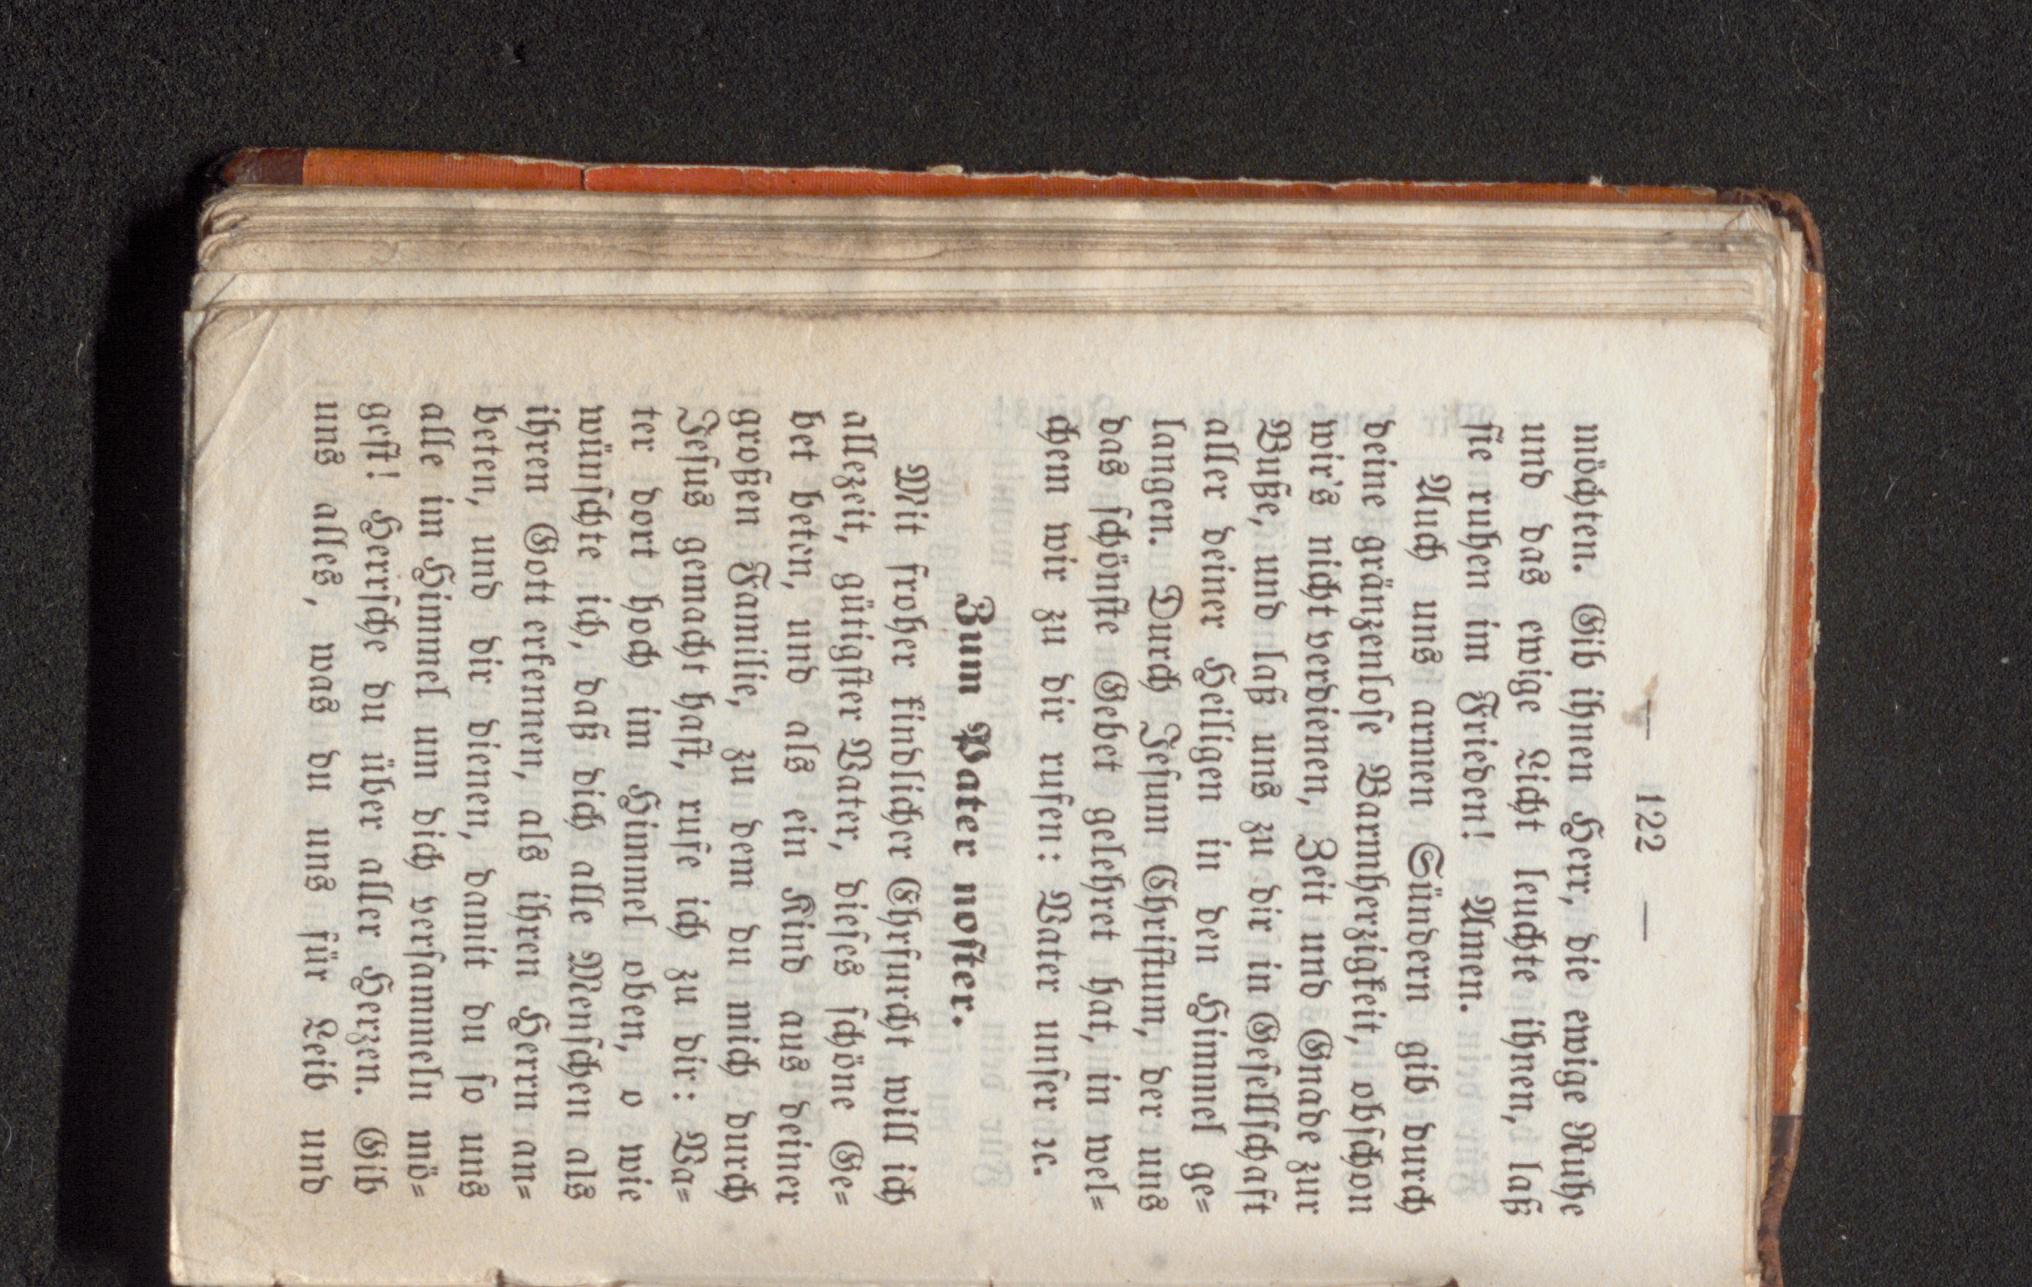 — 122 —
möchten. Gib ihnen Herr, die ewige Ruhe
und das ewige Licht leuchte ihnen, laß
sie ruhen im Frieden! Amen.
Auch uns armen Sündern gib durch
deine gränzenlose Barmherzigkeit, obschon
wir's nicht verdienen, Zeit und Gnade zur
Buße, und laß uns zu dir in Gesellschaft
aller deiner Heiligen in den Himmel ge-
langen. Durch Jesum Christum, der uns
das schönste Gebet gelehret hat, in wel-
chem wir zu dir rufen: Vater unser ꝛc.
Zum Pater noster.
Mit froher kindlicher Ehrfurcht will ich
allezeit, gütigster Vater, dieses schöne Ge-
bet beten, und als ein Kind aus deiner
großen Familie, zu dem du mich durch
Jesus gemacht hast, rufe ich zu dir: Va-
ter dort hoch im Himmel oben, o wie
wünschte ich, daß dich alle Menschen als
ihren Gott erkennen, als ihren Herrn an-
beten, und dir dienen, damit du so uns
alle im Himmel um dich versammeln mö-
gest! Herrsche du über aller Herzen. Gib
uns alles, was du uns für Leib und